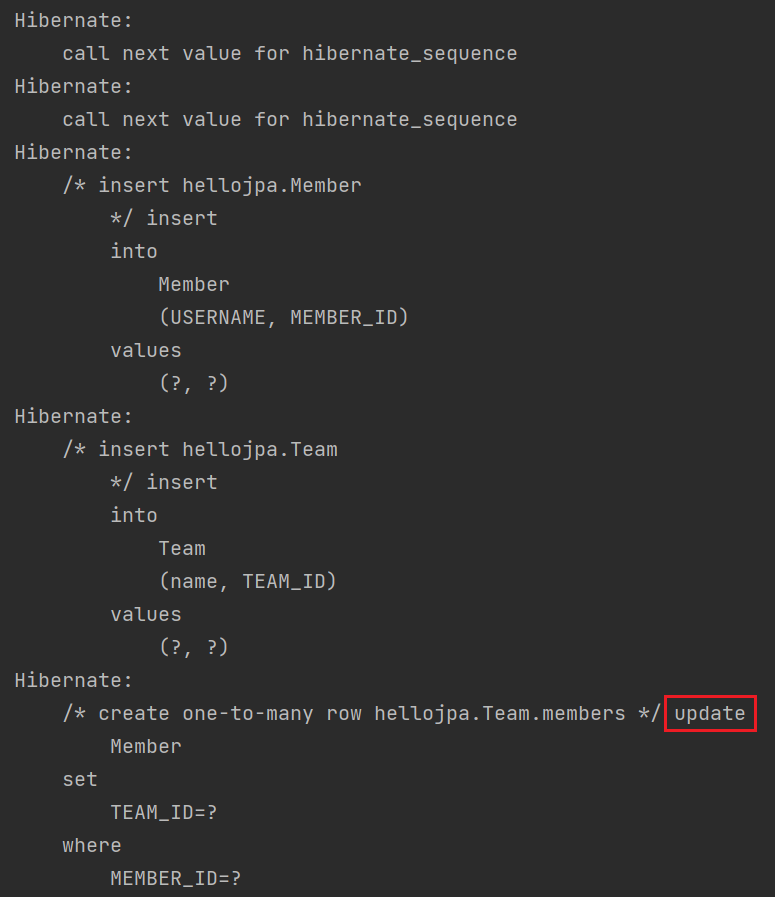 Hibernate:
    call next value for hibernate_sequence
Hibernate:
    call next value for hibernate_sequence
Hibernate:
    /* insert hellojpa.Member
        */ insert
        into
            Member
            (USERNAME, MEMBER_ID)
        values
            (?, ?)
Hibernate:
    /* insert hellojpa.Team
        */ insert
        into
            Team
            (name, TEAM_ID)
        values
            (?, ?)
Hibernate:
    /* create one-to-many row hellojpa.Team.members */ update
        Member
    set
        TEAM_ID=?
    where
        MEMBER_ID=?